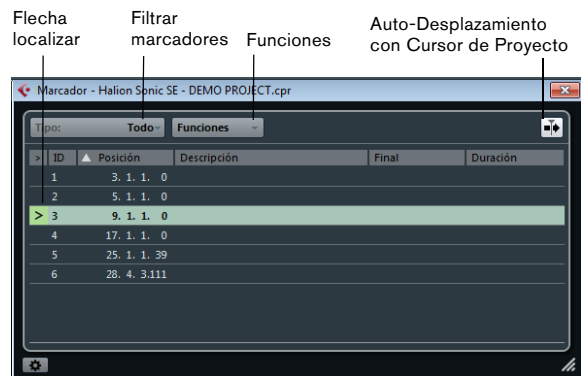 Flecha localizar
Filtrar marcadores
Funciones
Auto-Desplazamiento con Cursor de Proyecto
Marcador - Halion Sonic SE - DEMO PROJECT.cpr
Tipo: Todo Funciones
> ID Posición Descripción Final Duración
1 3. 1. 1. 0
2 5. 1. 1. 0
> 3 9. 1. 1. 0
4 17. 1. 1. 0
5 25. 1. 1. 39
6 28. 4. 3.111